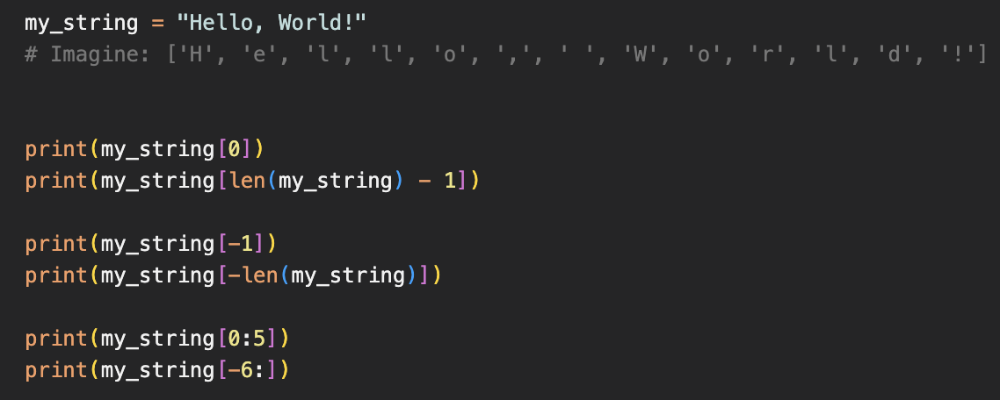 my_string = "Hello, World!"
# Imagine: ['H', 'e', 'l', 'l', 'o', ',', ' ', 'W', 'o', 'r', 'l', 'd', '!']
print(my_string[0])
print(my_string[len(my_string) - 1])
print(my_string[-1])
print(my_string[-len(my_string)])
print(my_string[0:5])
print(my_string[-6:])